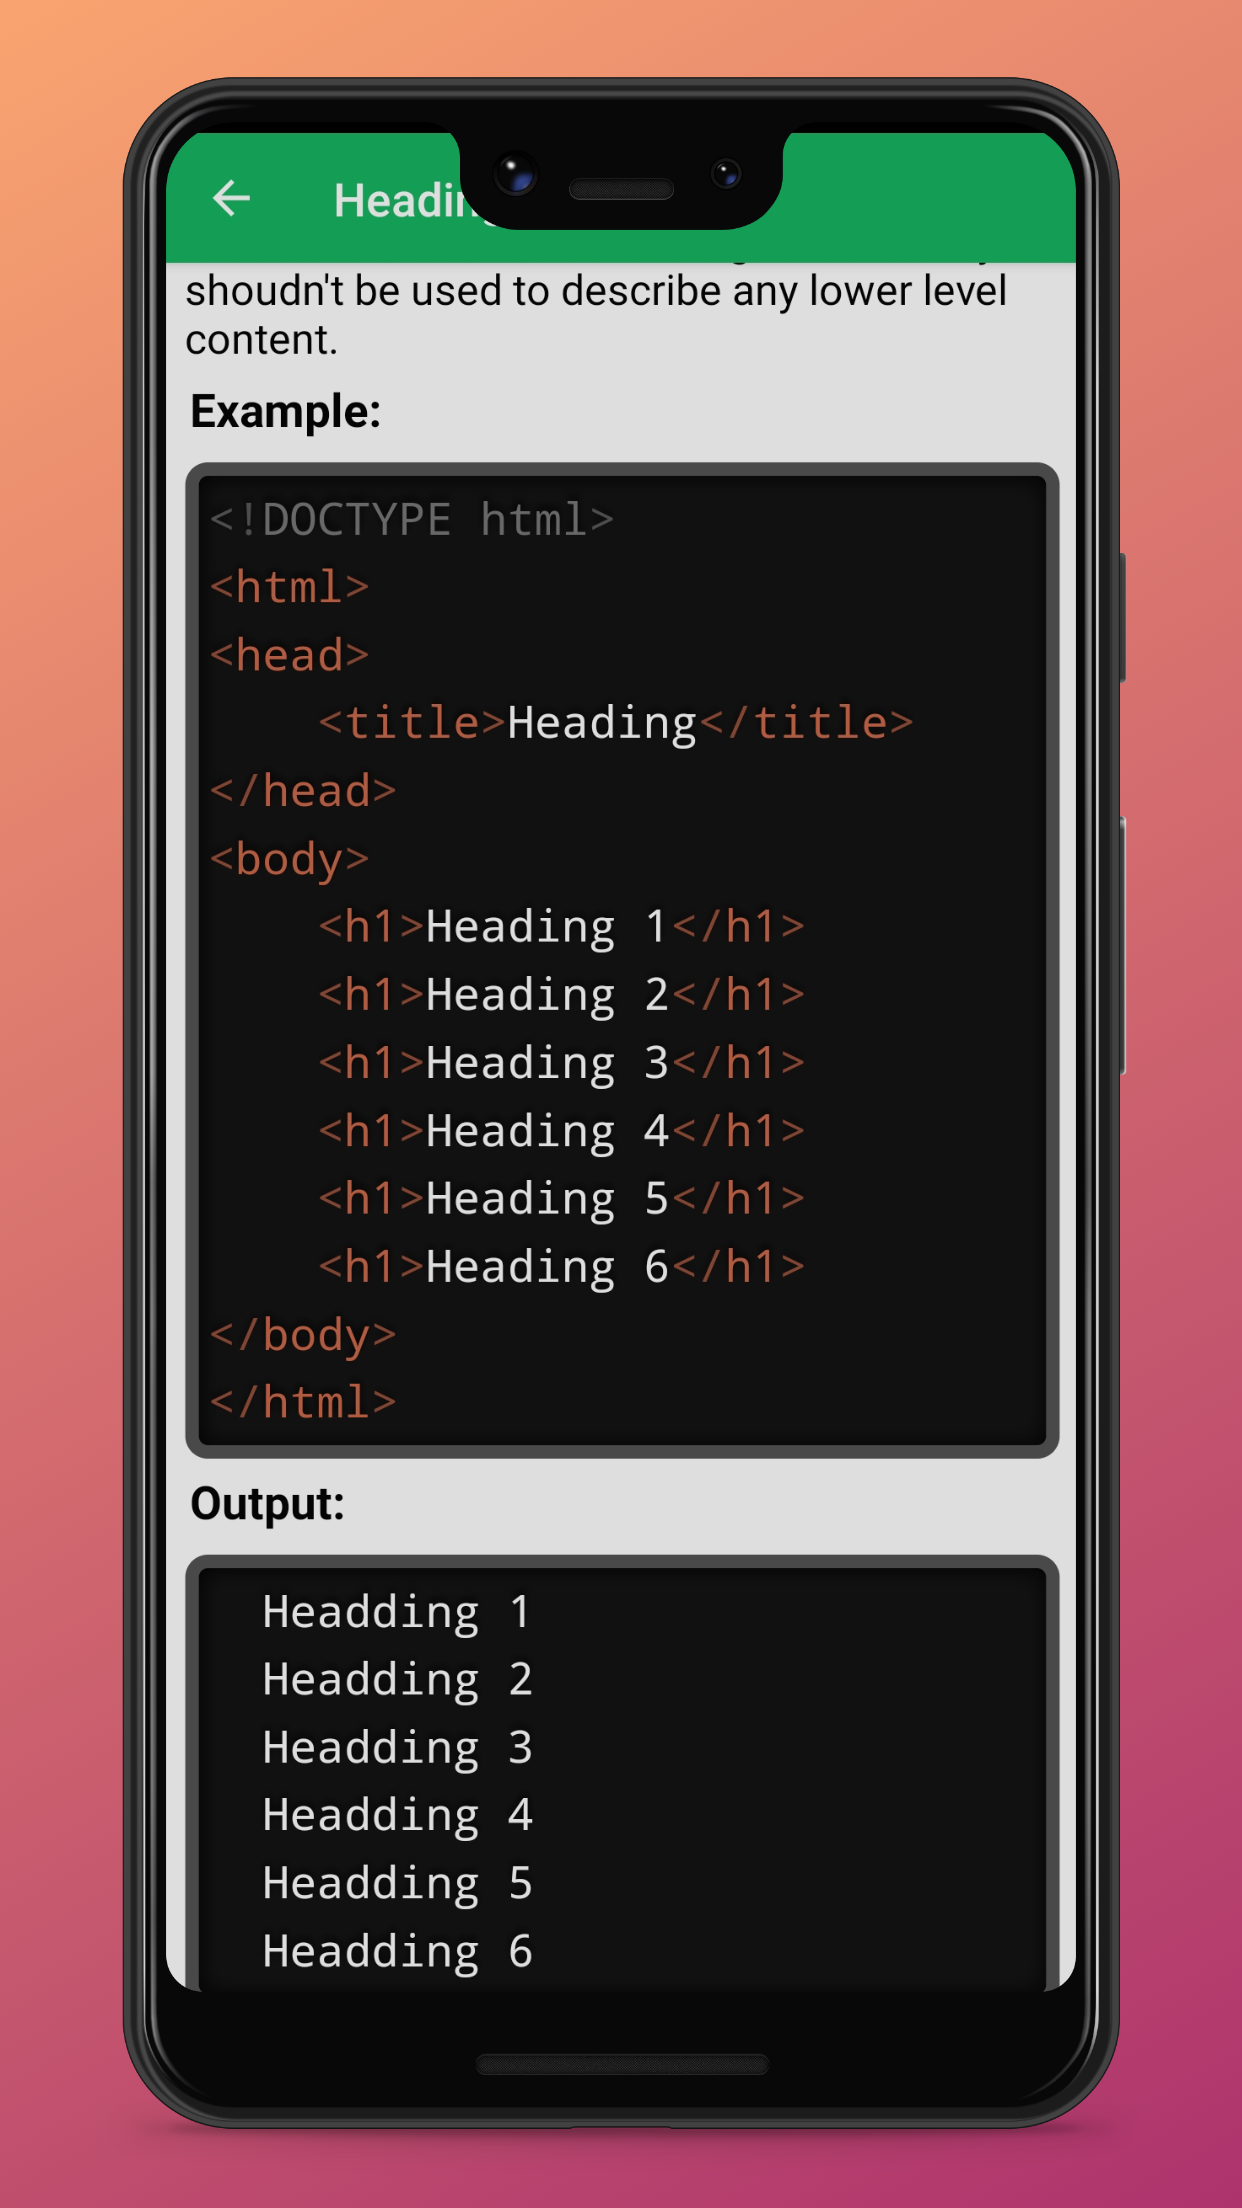 shoudn't be used to describe any lower level
content.
Example:
<!DOCTYPE html>
<html>
<head>
    <title>Heading</title>
</head>
<body>
    <h1>Heading 1</h1>
    <h1>Heading 2</h1>
    <h1>Heading 3</h1>
    <h1>Heading 4</h1>
    <h1>Heading 5</h1>
    <h1>Heading 6</h1>
</body>
</html>
Output:
Headding 1
Headding 2
Headding 3
Headding 4
Headding 5
Headding 6